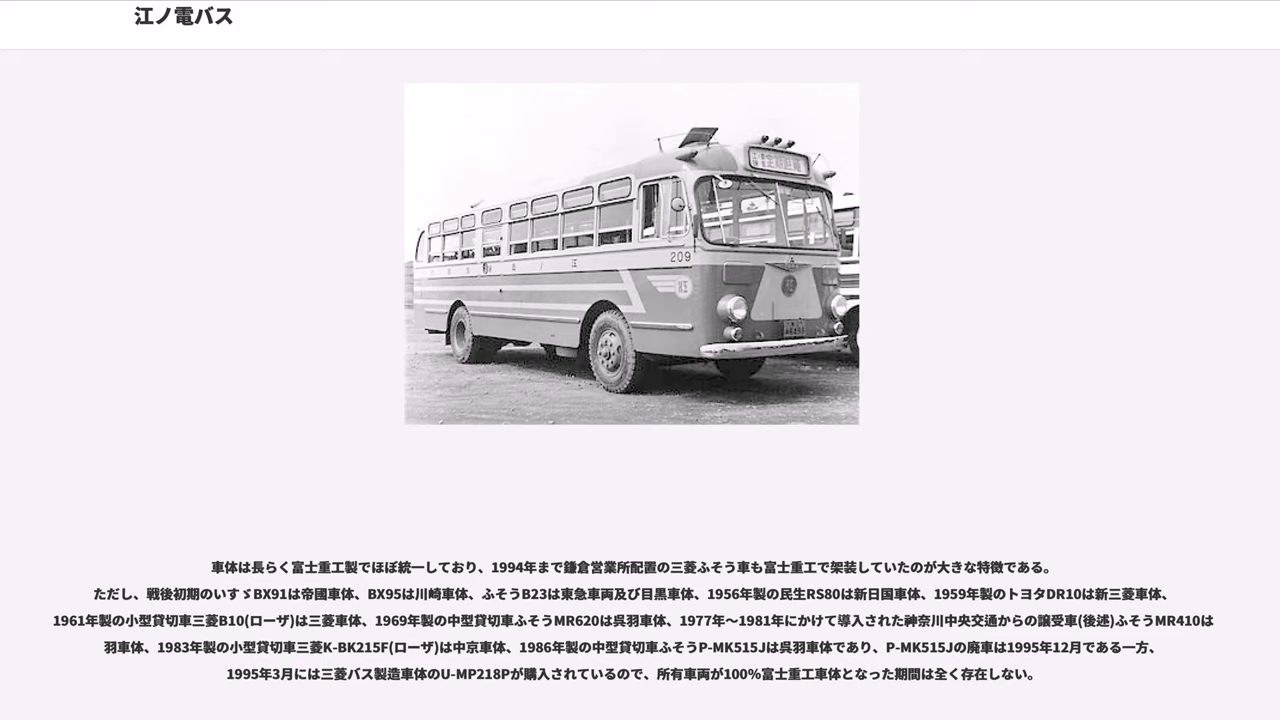 江ノ電バス
209
車体は長らく富士重工製でほぼ統一しており、1994年まで鎌倉営業所配置の三菱ふそう車も富士重工で架装していたのが大きな特徴である。
ただし、戦後初期のいすゞBX91は帝國車体、BX95は川崎車体、ふそうB23は東急車両及び目黒車体、1956年製の民生RS80は新日国車体、1959年製のトヨタDR10は新三菱車体、
1961年製の小型貸切車三菱B10(ローザ)は三菱車体、1969年製の中型貸切車ふそうMR620は呉羽車体、1977年〜1981年にかけて導入された神奈川中央交通からの譲受車(後述)ふそうMR410は
羽車体、1983年製の小型貸切車三菱K-BK215F(ローザ)は中京車体、1986年製の中型貸切車ふそうP-MK515Jは呉羽車体であり、P-MK515Jの廃車は1995年12月である一方、
1995年3月には三菱バス製造車体のU-MP218Pが購入されているので、所有車両が100%富士重工車体となった期間は全く存在しない。